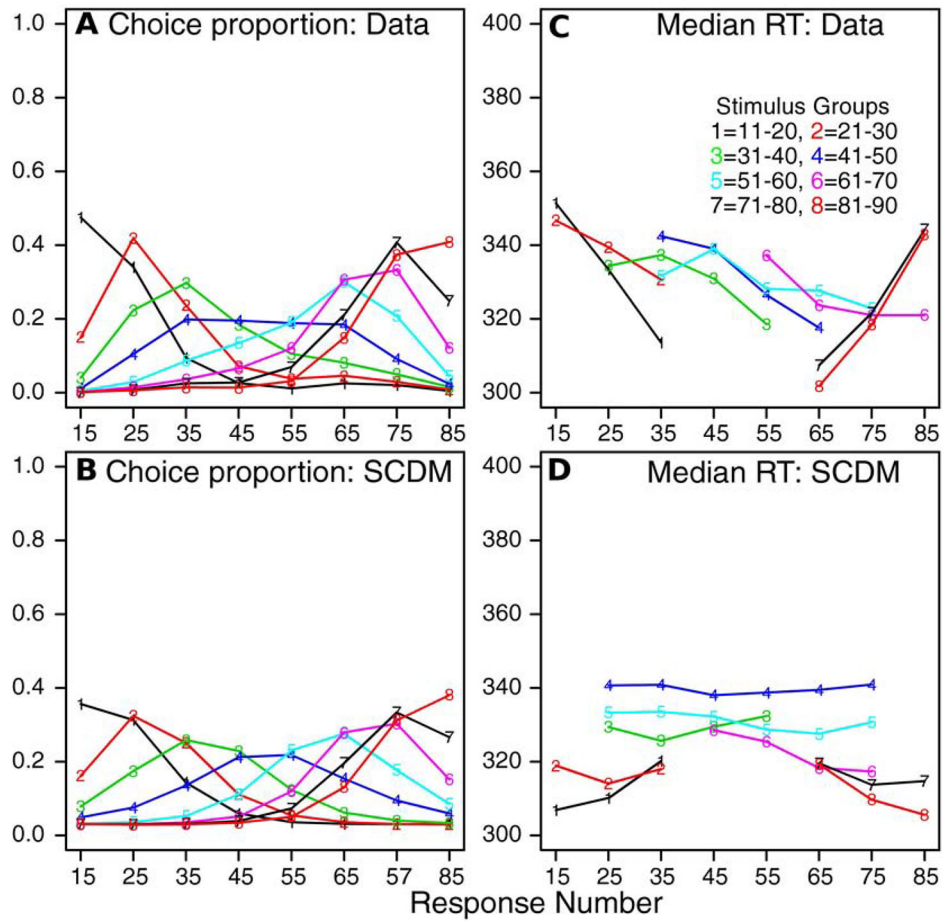 A Choice proportion: Data
1.0
0.8
0.6
0.4
0.2
0.0
15 25 35 45 55 65 75 85
C Median RT: Data
400
380
360
340
320
300
Stimulus Groups
1=11-20, 2=21-30
3=31-40, 4=41-50
5=51-60, 6=61-70
7=71-80, 8=81-90
15 25 35 45 55 65 75 85
B Choice proportion: SCDM
1.0
0.8
0.6
0.4
0.2
0.0
15 25 35 45 55 65 57 85
D Median RT: SCDM
400
380
360
340
320
300
15 25 35 45 55 65 75 85
Response Number